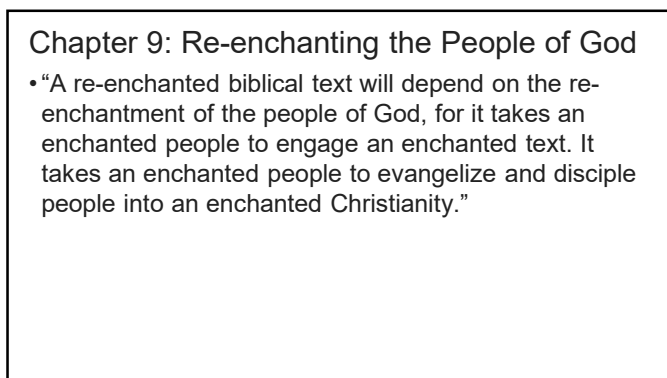 Chapter 9: Re-enchanting the People of God
• “A re-enchanted biblical text will depend on the re-
enchantment of the people of God, for it takes an
enchanted people to engage an enchanted text. It
takes an enchanted people to evangelize and disciple
people into an enchanted Christianity.”